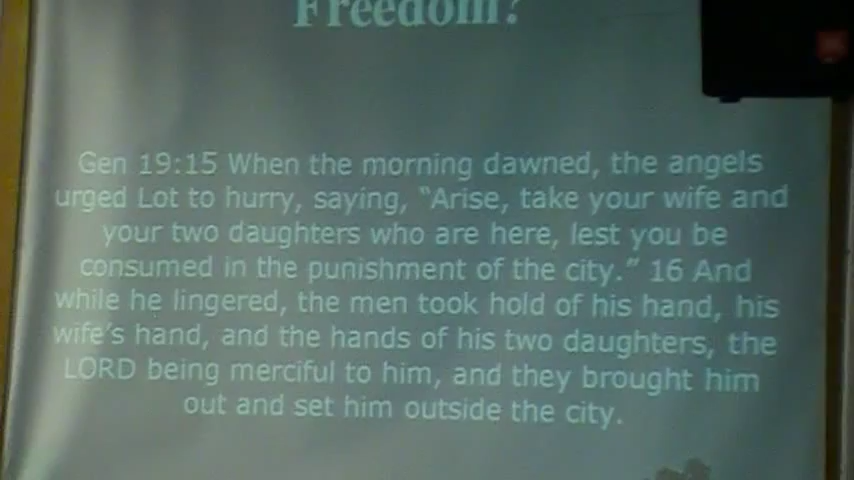 Freedom?
Gen 19:15 When the morning dawned, the angels
urged Lot to hurry, saying, “Arise, take your wife and
your two daughters who are here, lest you be
consumed in the punishment of the city.” 16 And
while he lingered, the men took hold of his hand, his
wife’s hand, and the hands of his two daughters, the
LORD being merciful to him, and they brought him
out and set him outside the city.